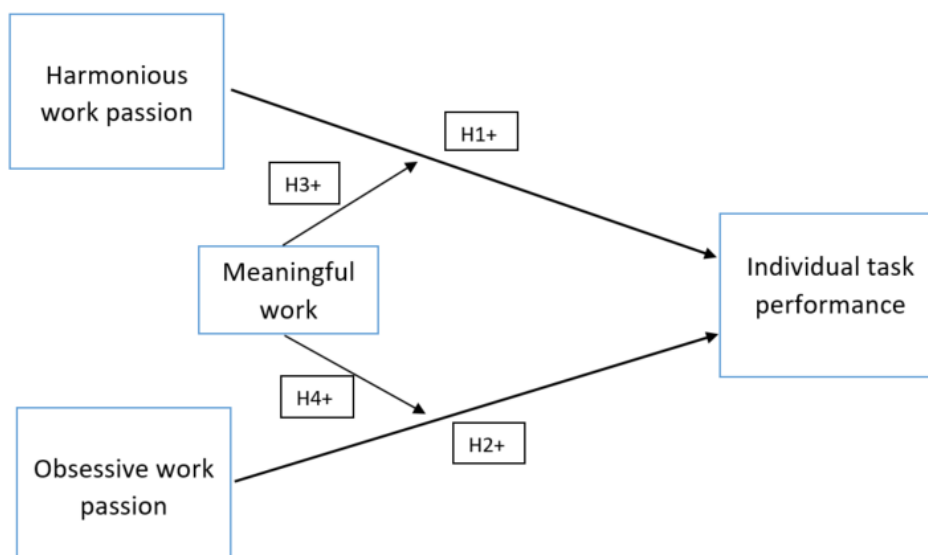 Harmonious
work passion
H1+
H3+
Meaningful
work
Individual task
performance
H4+
H2+
Obsessive work
passion